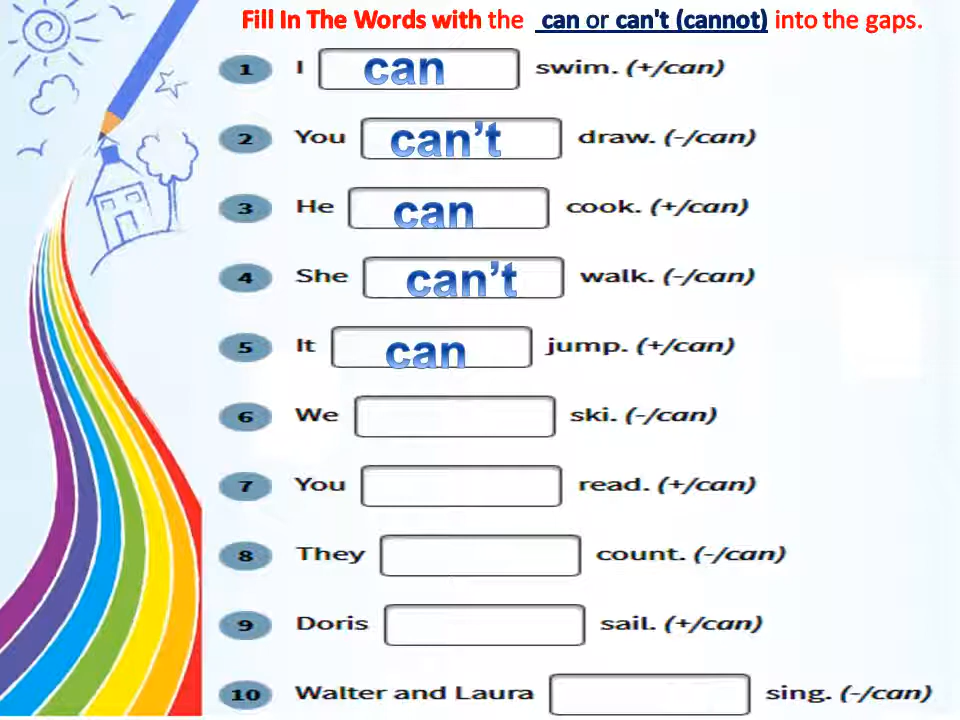 Fill In The Words with the can or can't (cannot) into the gaps.
1 I can swim. (+/can)
2 You can’t draw. (-/can)
3 He can cook. (+/can)
4 She can’t walk. (-/can)
5 It can jump. (+/can)
6 We ski. (-/can)
7 You read. (+/can)
8 They count. (-/can)
9 Doris sail. (+/can)
10 Walter and Laura sing. (-/can)